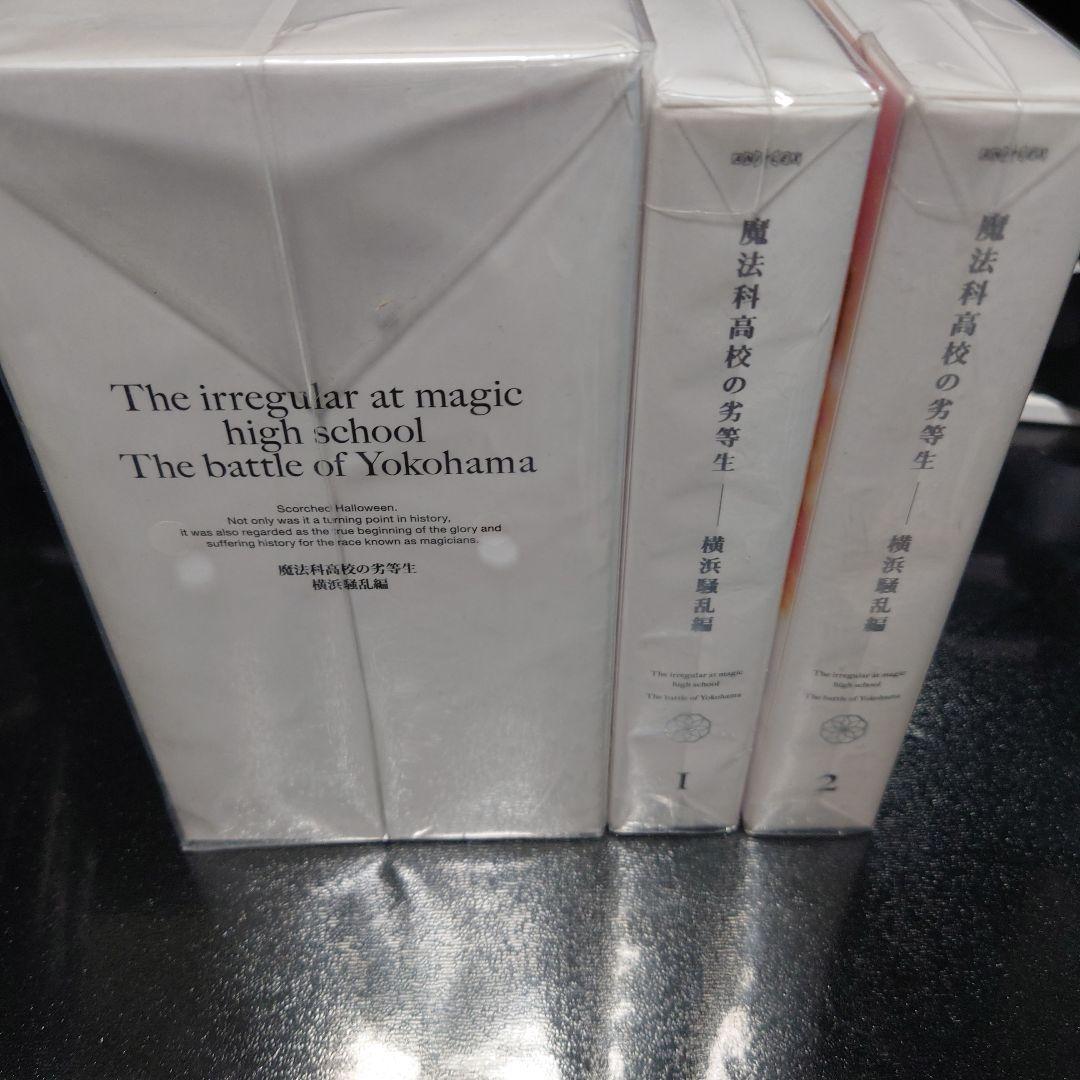 The irregular at magic
high school
The battle of Yokohama
Scorched Halloween.
Not only was it a turning point in history,
it was also regarded as the true beginning of the glory and
suffering history for the race known as magicians.
魔法科高校の劣等生
横浜騒乱編
魔法科高校の劣等生――横浜騒乱編
The irregular at magic
high school
The battle of Yokohama
1
魔法科高校の劣等生――横浜騒乱編
The irregular at magic
high school
The battle of Yokohama
2